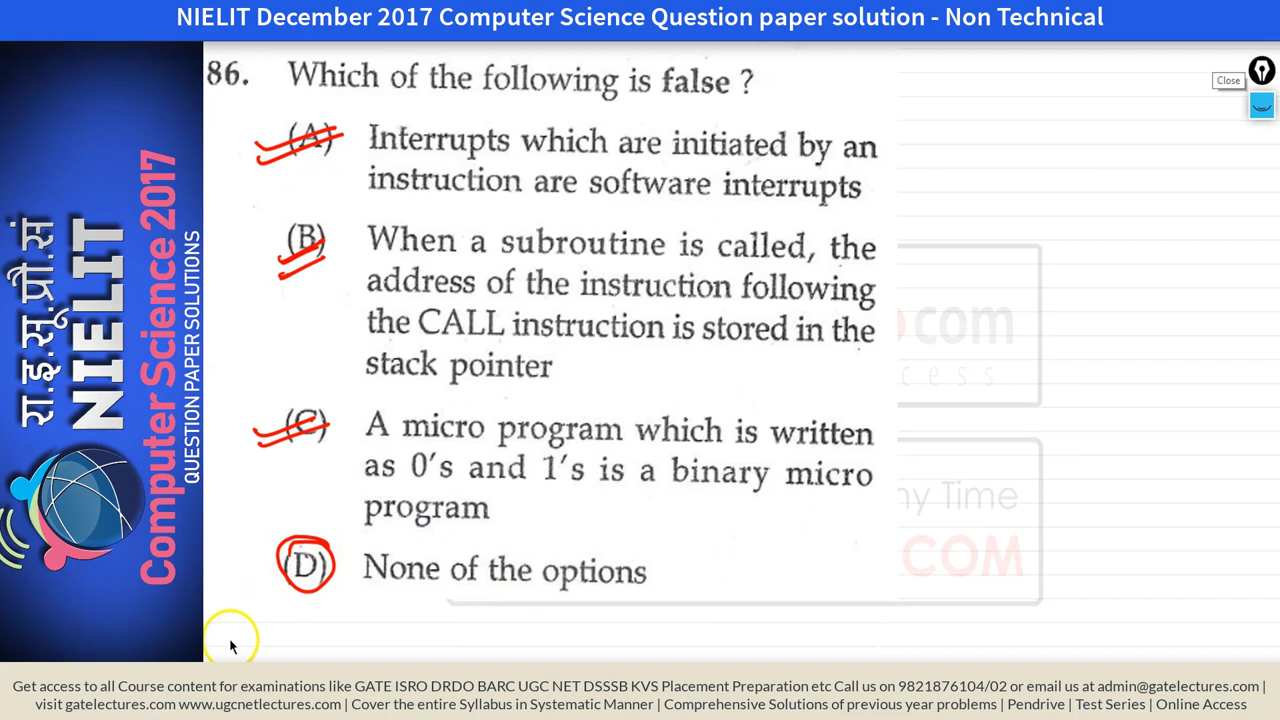 NIELIT December 2017 Computer Science Question paper solution - Non Technical
रा.इ.सू.प्रौ.सं
NIELIT
Computer Science 2017
QUESTION PAPER SOLUTIONS
86. Which of the following is false ?
(A) Interrupts which are initiated by an
instruction are software interrupts
(B) When a subroutine is called, the
address of the instruction following
the CALL instruction is stored in the
stack pointer
(C) A micro program which is written
as 0's and 1's is a binary micro
program
(D) None of the options
Close
com
cess
ny Time
COM
Get access to all Course content for examinations like GATE ISRO DRDO BARC UGC NET DSSSB KVS Placement Preparation etc Call us on 9821876104/02 or email us at admin@gatelectures.com |
visit gatelectures.com www.ugcnetlectures.com | Cover the entire Syllabus in Systematic Manner | Comprehensive Solutions of previous year problems | Pendrive | Test Series | Online Access